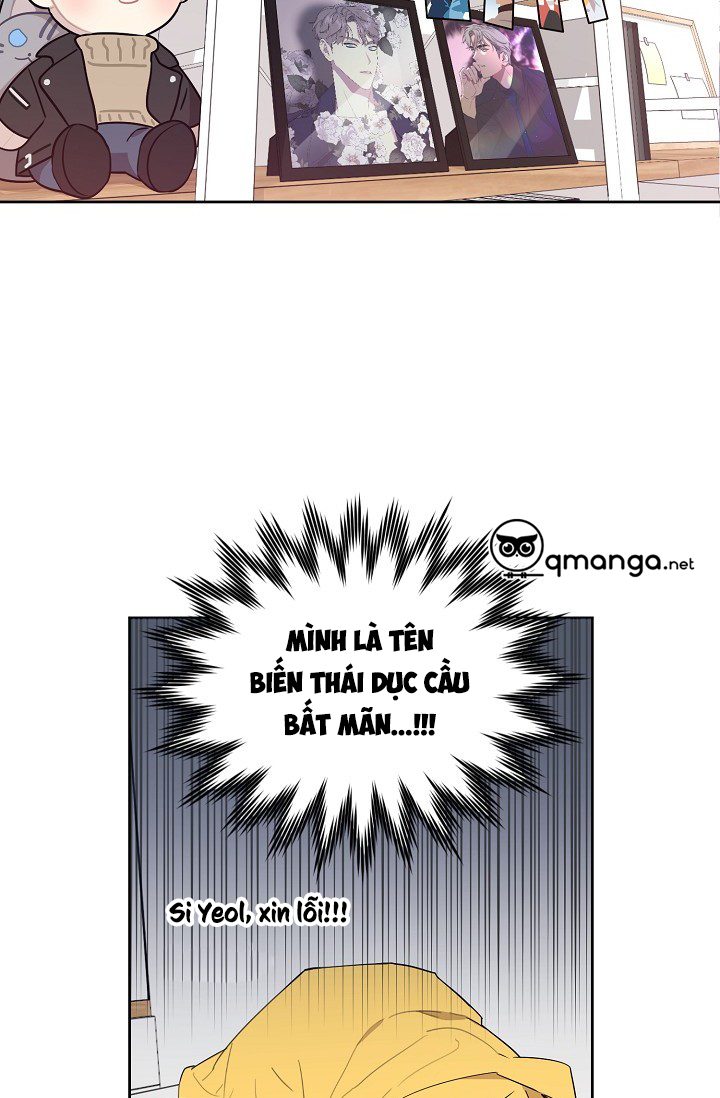 qmanga.net
MÌNH LÀ TÊN
BIẾN THÁI DỤC CẦU
BẤT MÃN...!!!
Si Yeol, xin lỗi!!!